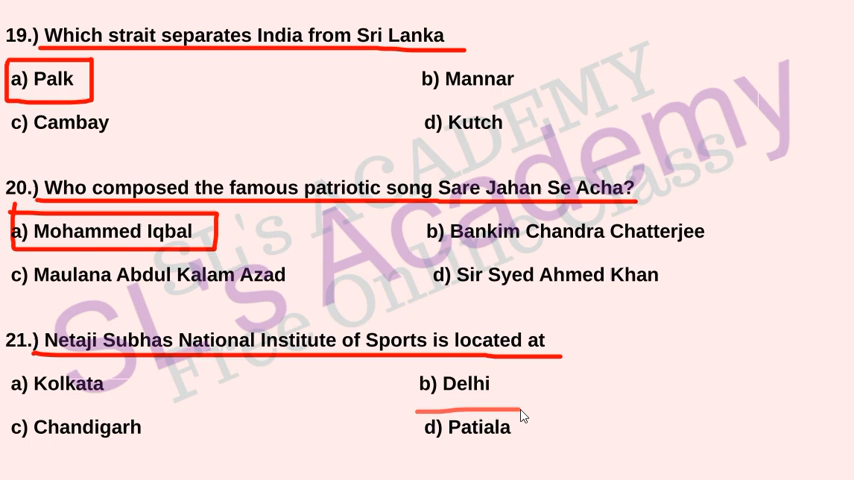 19.) Which strait separates India from Sri Lanka
a) Palk b) Mannar
c) Cambay d) Kutch
20.) Who composed the famous patriotic song Sare Jahan Se Acha?
a) Mohammed Iqbal b) Bankim Chandra Chatterjee
c) Maulana Abdul Kalam Azad d) Sir Syed Ahmed Khan
21.) Netaji Subhas National Institute of Sports is located at
a) Kolkata b) Delhi
c) Chandigarh d) Patiala
SL's ACADEMY
SL's Academy
Free Online Class